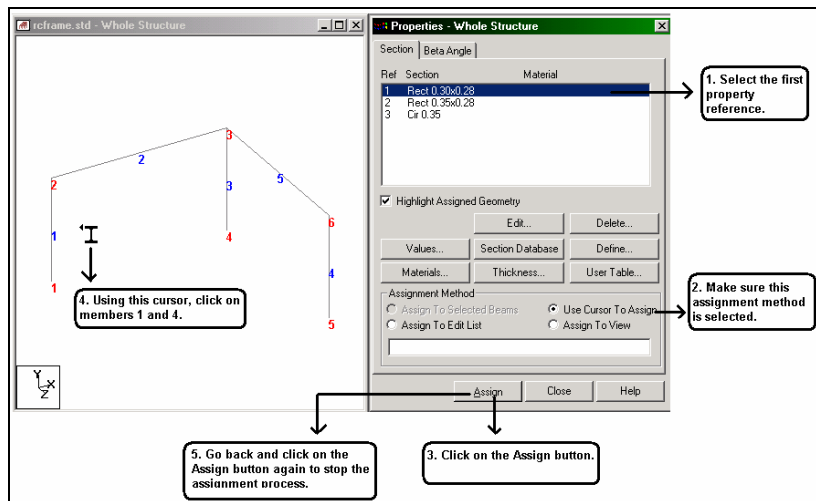 rcframe.std - Whole Structure
3
2
2
3
5
6
1
4
4
1
5
4. Using this cursor, click on
members 1 and 4.
Y
X
Z
Properties - Whole Structure
Section
Beta Angle
Ref Section Material
1 Rect 0.30x0.28
2 Rect 0.35x0.28
3 Cir 0.35
Highlight Assigned Geometry
Edit...
Delete...
Values...
Section Database
Define...
Materials...
Thickness...
User Table...
Assignment Method
Assign To Selected Beams
Use Cursor To Assign
Assign To Edit List
Assign To View
Assign
Close
Help
1. Select the first
property
reference.
2. Make sure this
assignment method
is selected.
5. Go back and click on the
Assign button again to stop the
assignment process.
3. Click on the Assign button.